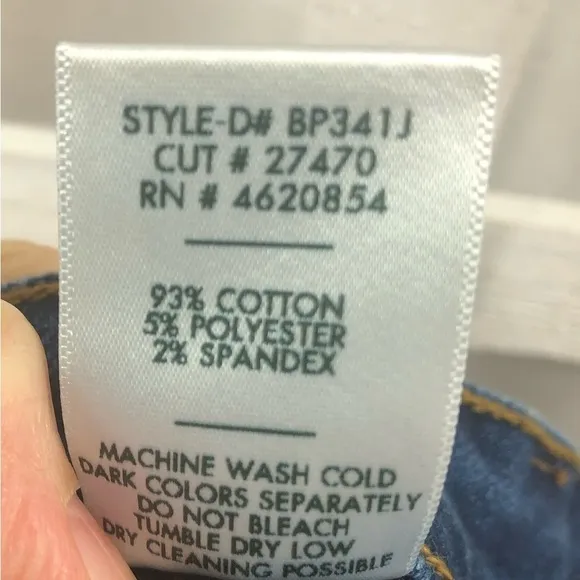 STYLE-D# BP341J
CUT # 27470
RN # 4620854
93% COTTON
5% POLYESTER
2% SPANDEX
MACHINE WASH COLD
DARK COLORS SEPARATELY
DO NOT BLEACH
TUMBLE DRY LOW
DRY CLEANING POSSIBLE